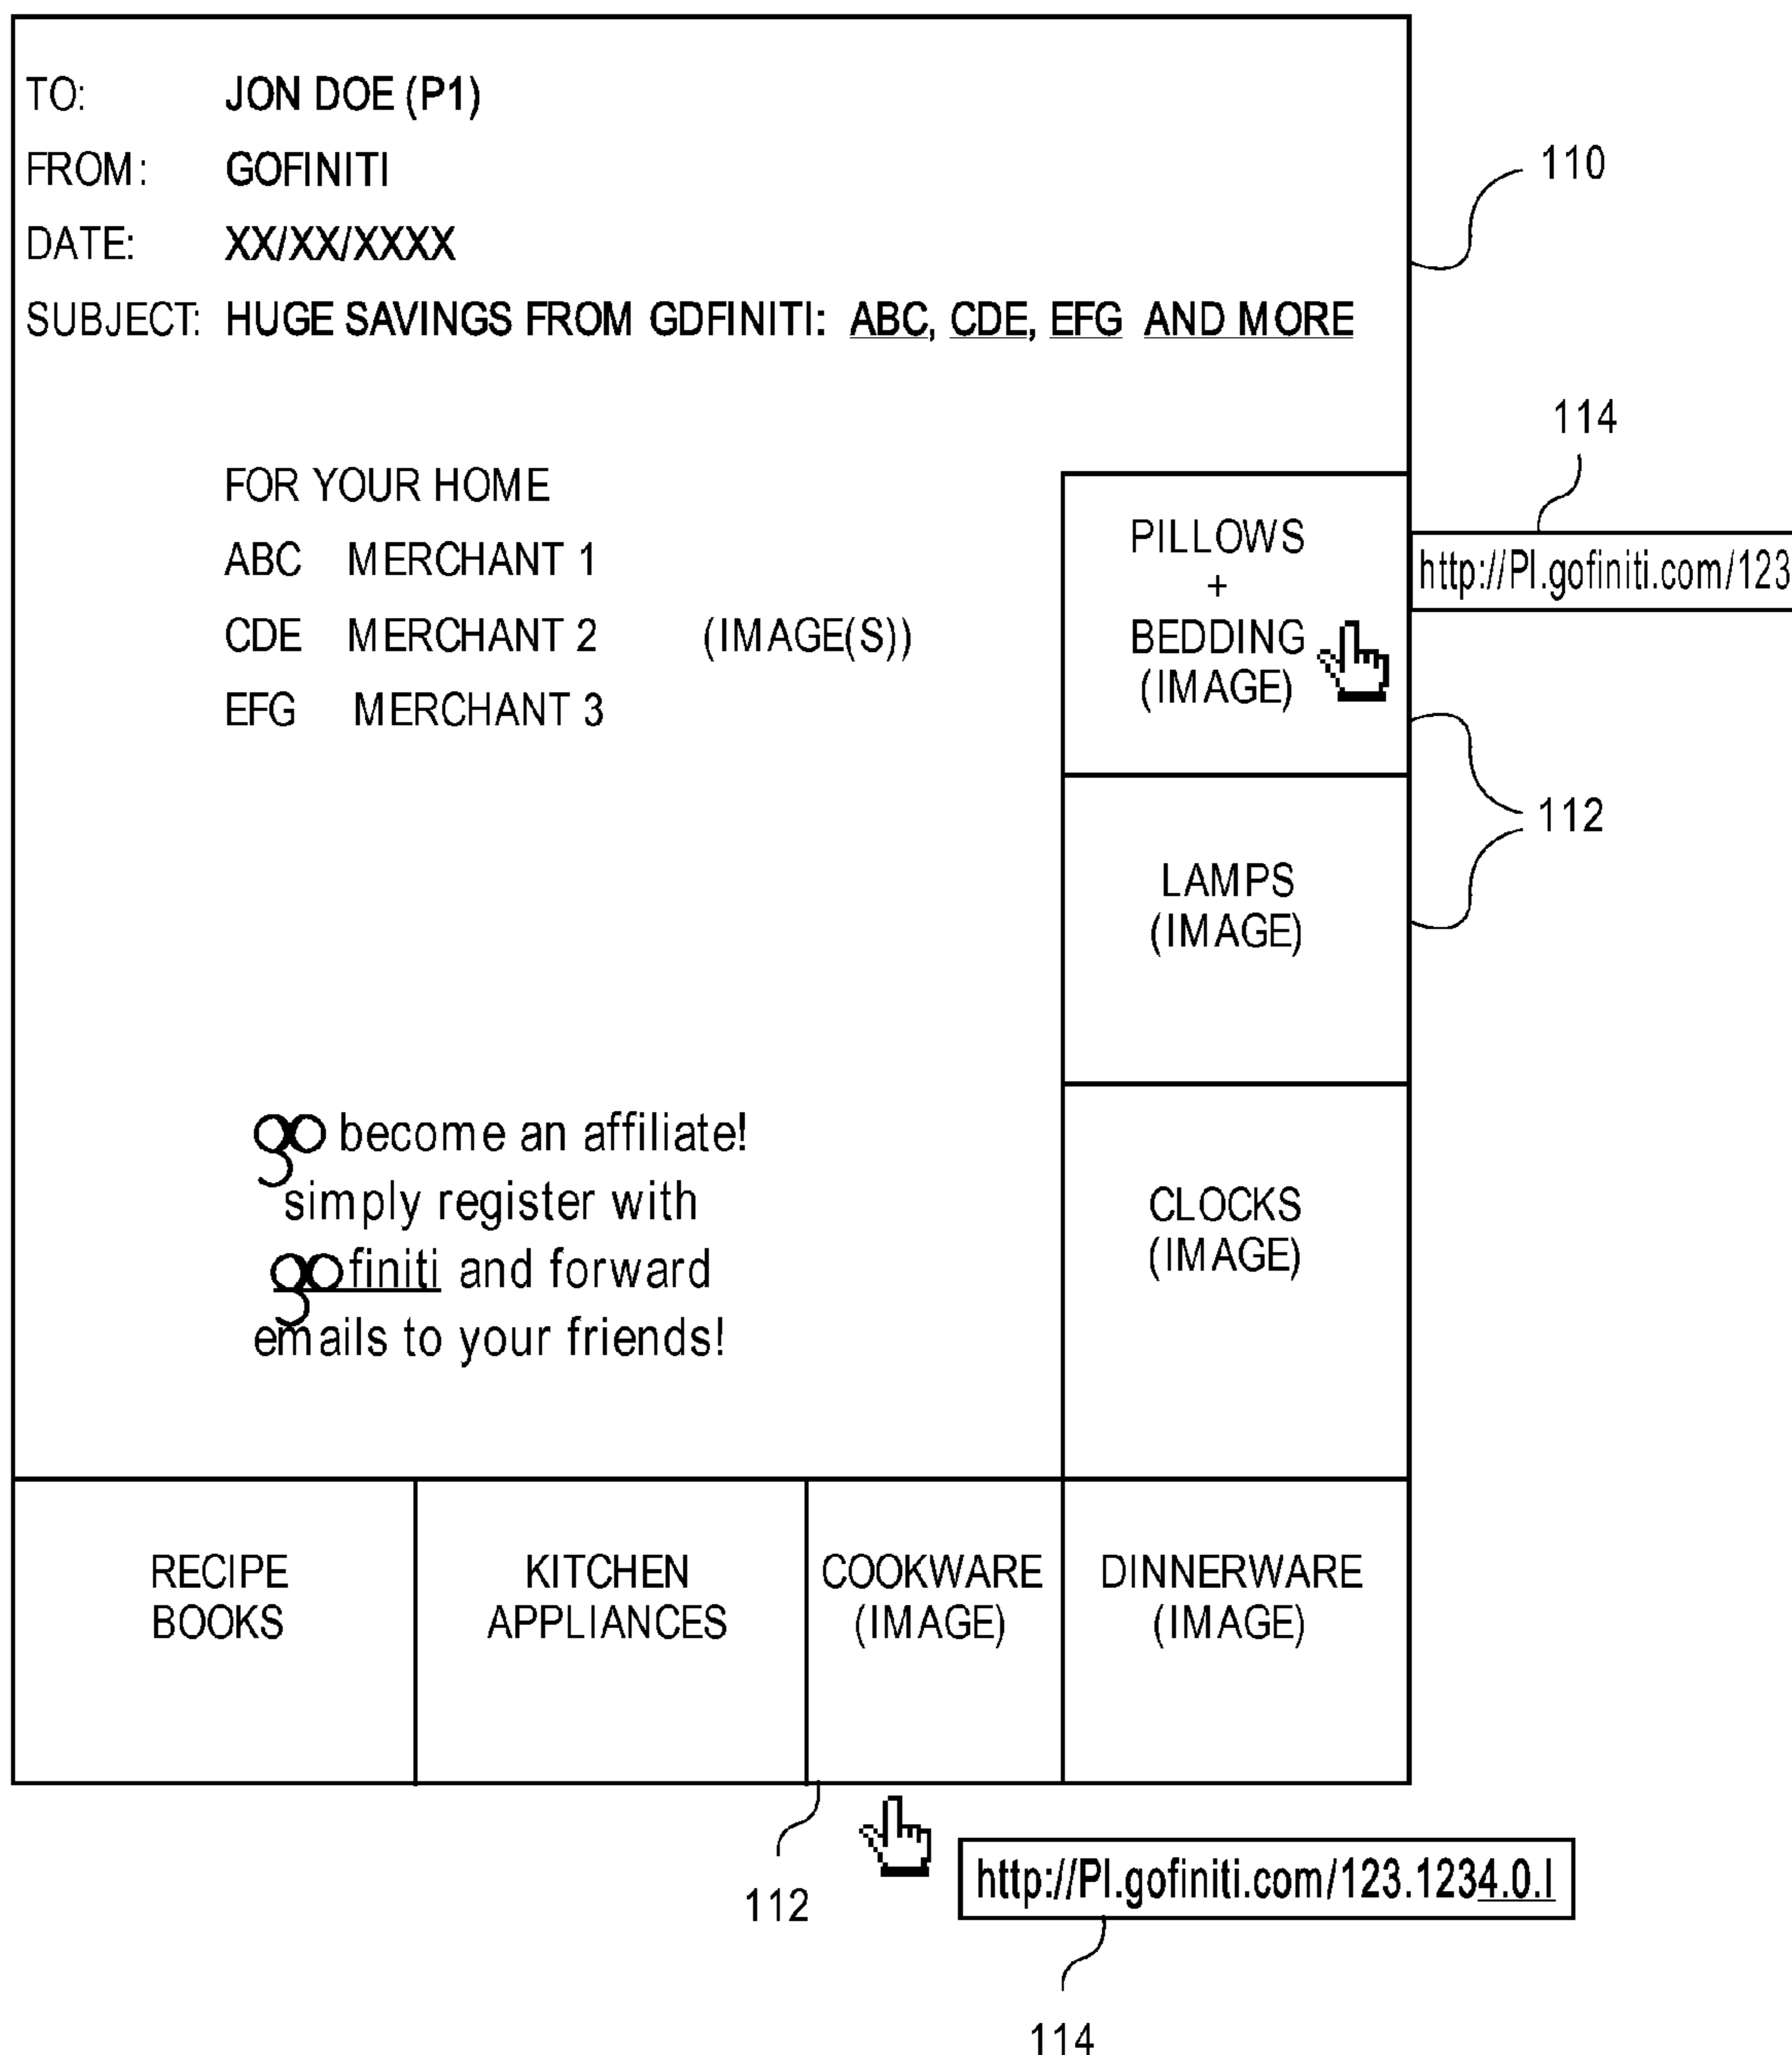 TO: JON DOE (P1)
FROM: GOFINITI
DATE: XX/XX/XXXX
SUBJECT: HUGE SAVINGS FROM GDFINITI: ABC, CDE, EFG AND MORE
110
114
http://PI.gofiniti.com/123
FOR YOUR HOME
ABC MERCHANT 1
CDE MERCHANT 2 (IMAGE(S))
EFG MERCHANT 3
PILLOWS
+
BEDDING
(IMAGE)
112
LAMPS
(IMAGE)
CLOCKS
(IMAGE)
go become an affiliate!
simply register with
gofiniti and forward
emails to your friends!
RECIPE
BOOKS
KITCHEN
APPLIANCES
COOKWARE
(IMAGE)
DINNERWARE
(IMAGE)
112
http://PI.gofiniti.com/123.1234.0.I
114